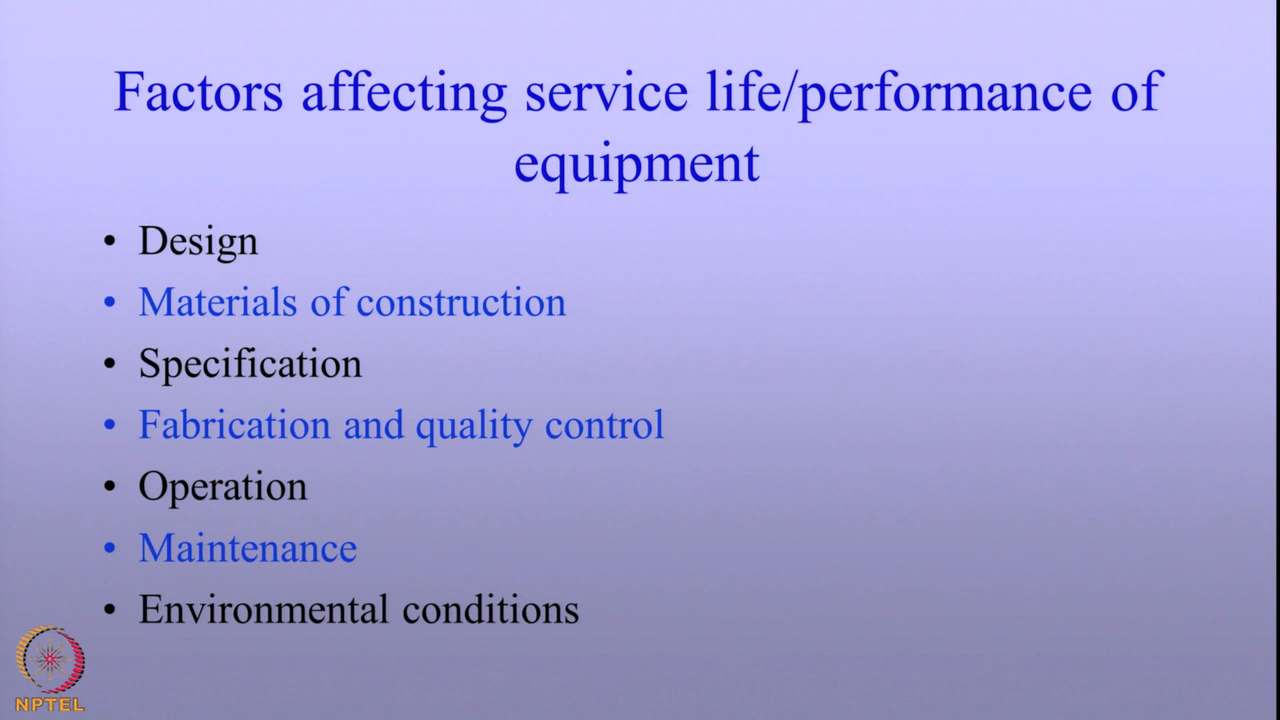 Factors affecting service life/performance of
equipment
• Design
• Materials of construction
• Specification
• Fabrication and quality control
• Operation
• Maintenance
• Environmental conditions
NPTEL